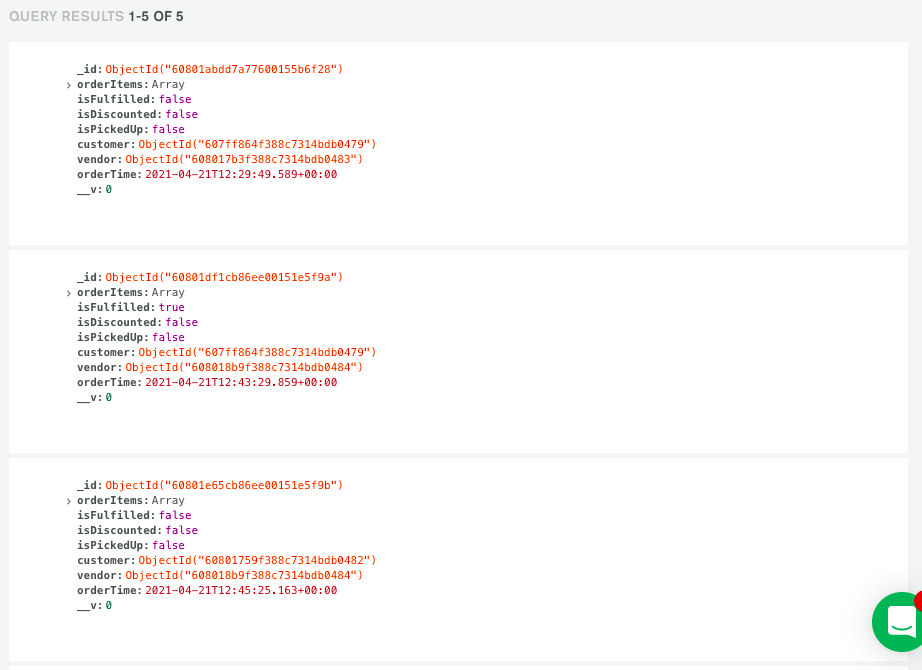 QUERY RESULTS 1-5 OF 5
_id: ObjectId("60801abdd7a77600155b6f28")
> orderItems: Array
isFulfilled: false
isDiscounted: false
isPickedUp: false
customer: ObjectId("607ff864f388c7314bdb0479")
vendor: ObjectId("608017b3f388c7314bdb0483")
orderTime: 2021-04-21T12:29:49.589+00:00
__v: 0
_id: ObjectId("60801df1cb86ee00151e5f9a")
> orderItems: Array
isFulfilled: true
isDiscounted: false
isPickedUp: false
customer: ObjectId("607ff864f388c7314bdb0479")
vendor: ObjectId("608018b9f388c7314bdb0484")
orderTime: 2021-04-21T12:43:29.859+00:00
__v: 0
_id: ObjectId("60801e65cb86ee00151e5f9b")
> orderItems: Array
isFulfilled: false
isDiscounted: false
isPickedUp: false
customer: ObjectId("60801759f388c7314bdb0482")
vendor: ObjectId("608018b9f388c7314bdb0484")
orderTime: 2021-04-21T12:45:25.163+00:00
__v: 0